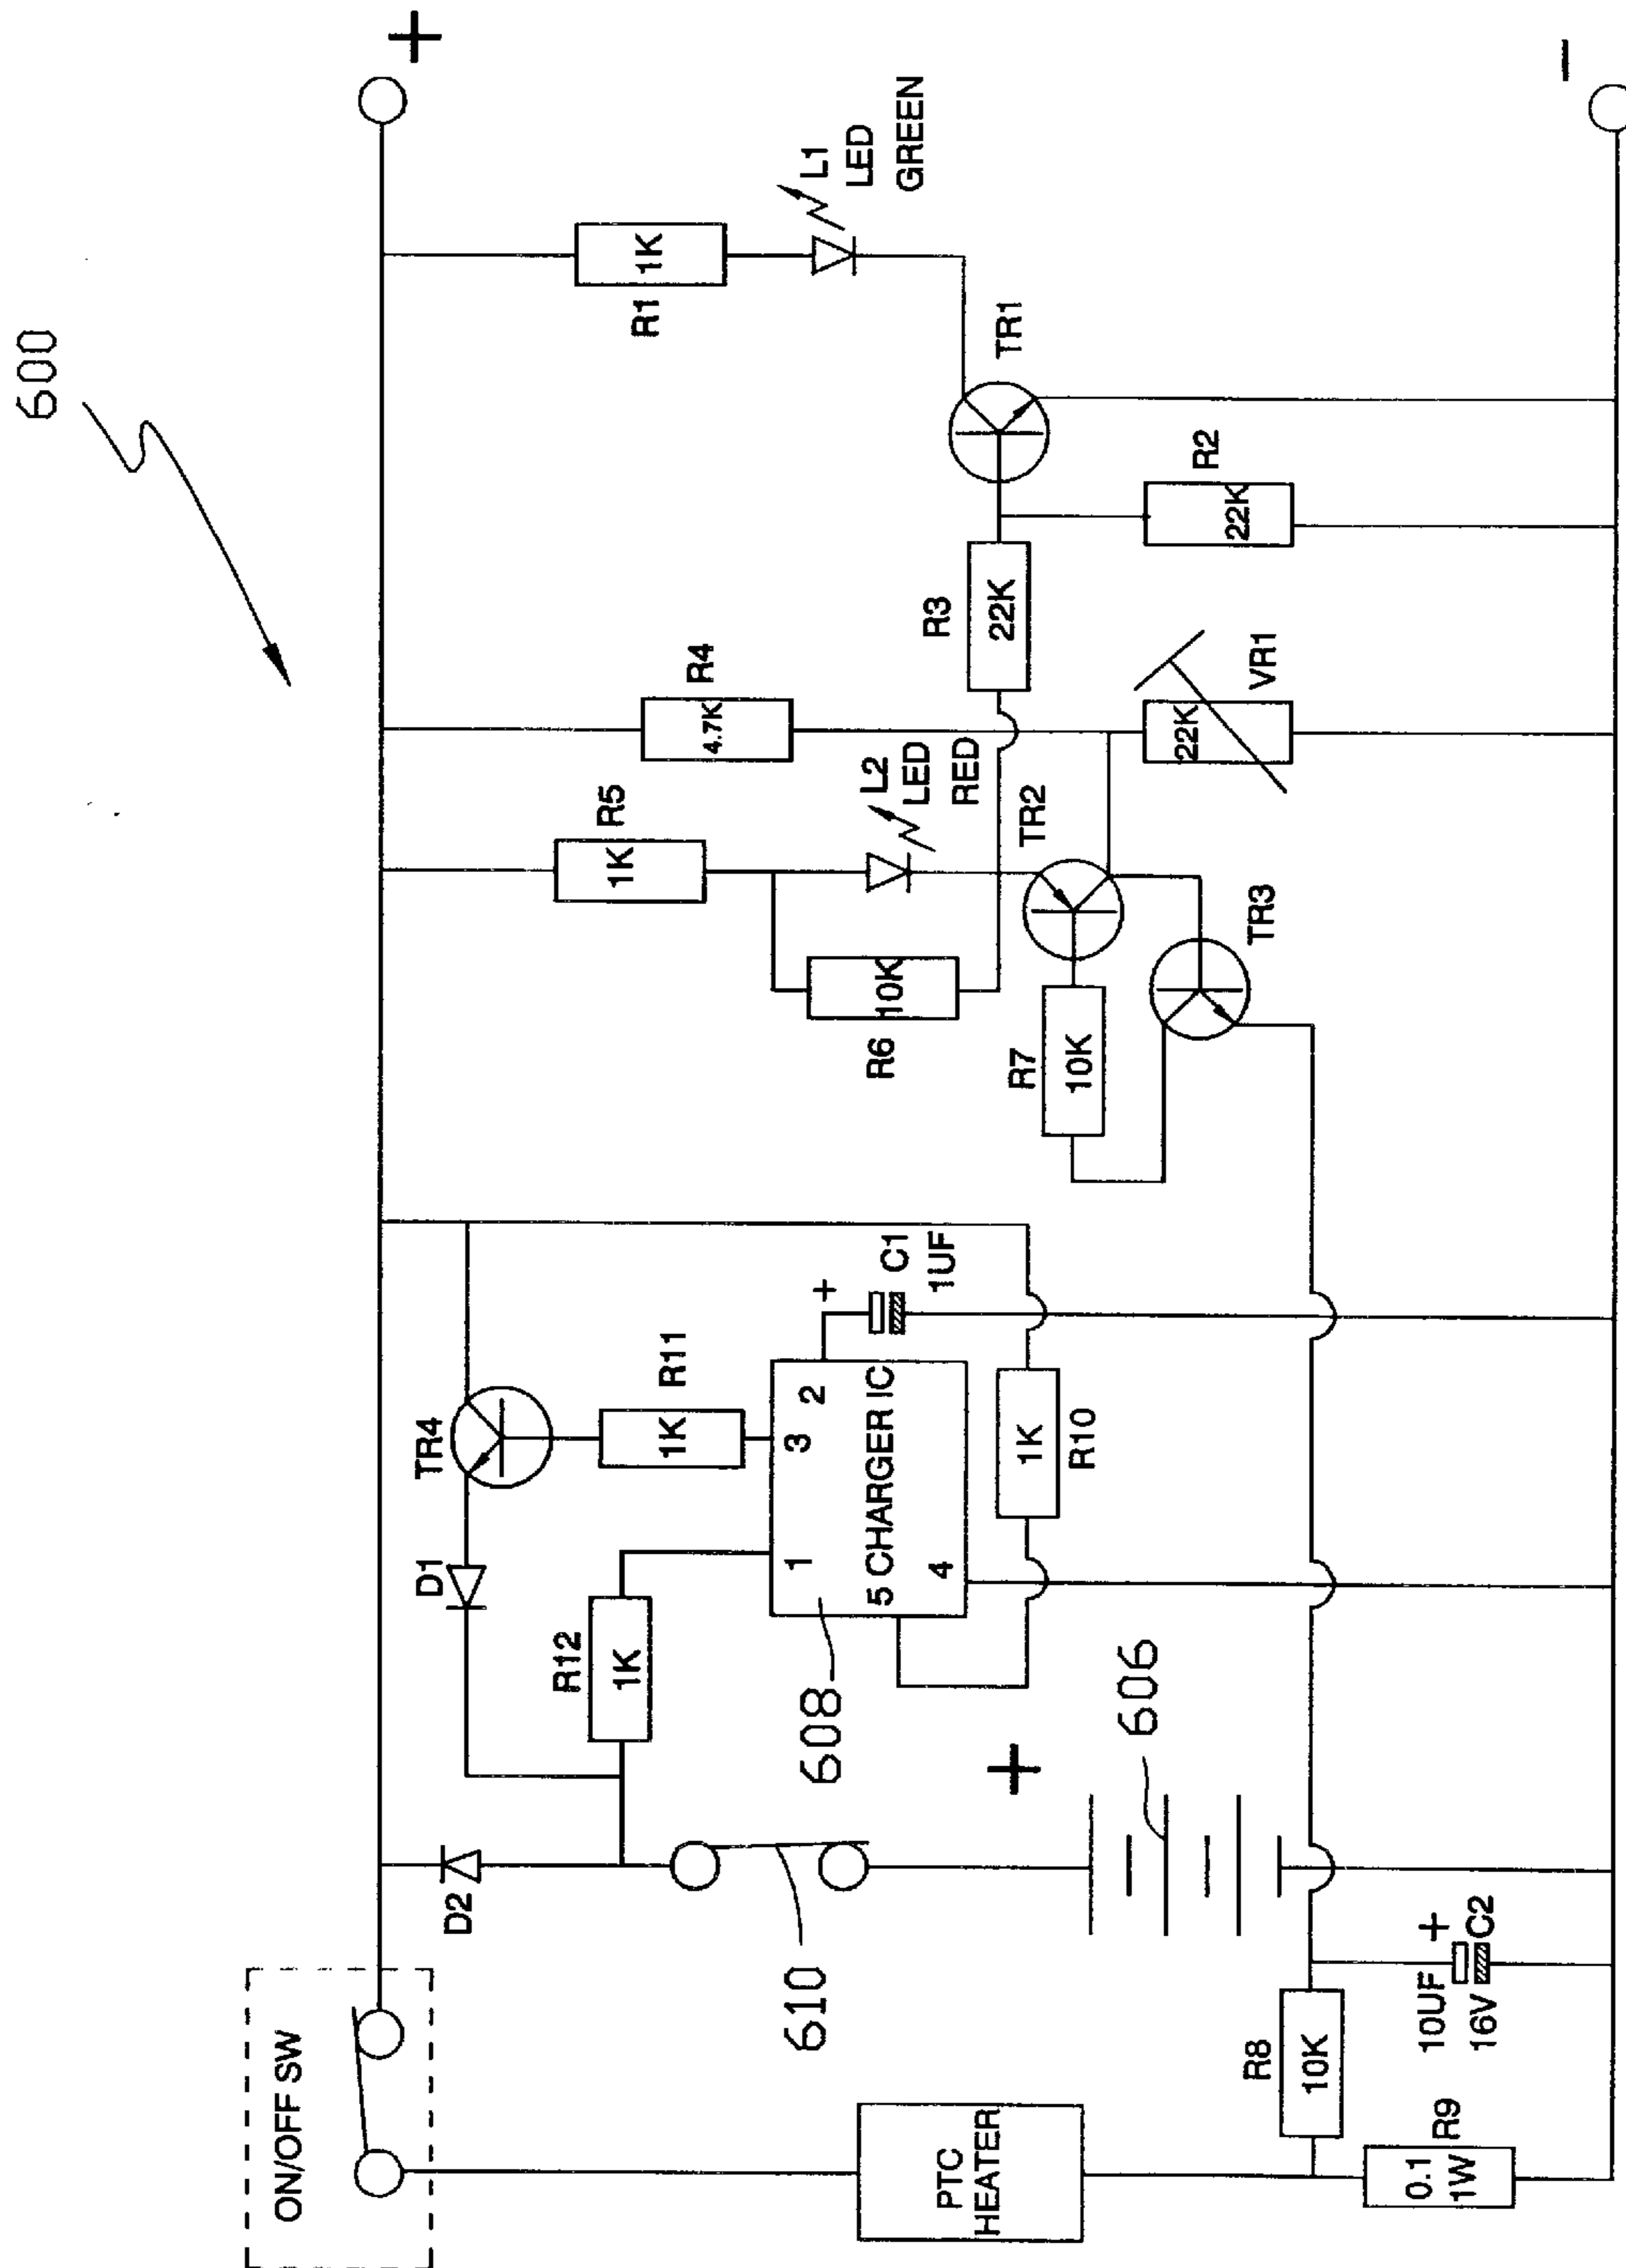 600
+
-
ON/OFF SW
D2
D1
TR4
R12
1K
R11
1K
1
3
2
5 CHARGER IC
4
+
C1
1UF
608
R10
1K
610
+
606
PTC
HEATER
R8
10K
0.1
1W
R9
10UF
16V
+
C2
R5
1K
R4
4.7K
R1
1K
L1
LED
GREEN
L2
LED
RED
R6
10K
R3
22K
TR1
TR2
R7
10K
TR3
R2
22K
22K
VR1